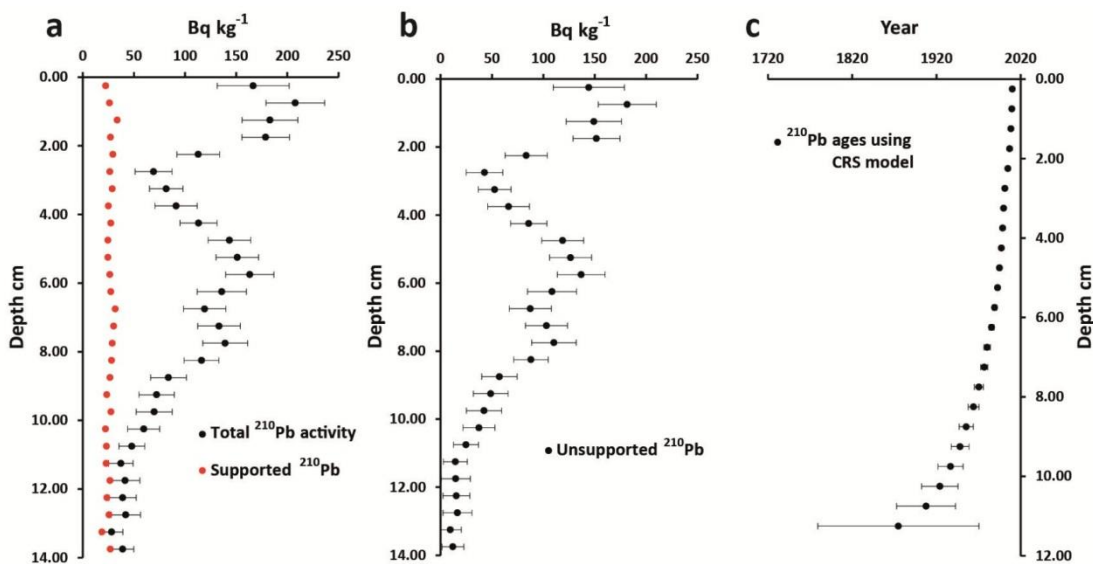 a
Bq kg-1
0 50 100 150 200 250
0.00
2.00
4.00
6.00
8.00
10.00
12.00
14.00
Depth cm
Total 210Pb activity
Supported 210Pb
b
Bq kg-1
0 50 100 150 200 250
0.00
2.00
4.00
6.00
8.00
10.00
12.00
14.00
Depth cm
Unsupported 210Pb
c
Year
1720 1820 1920 2020
0.00
2.00
4.00
6.00
8.00
10.00
12.00
Depth cm
210Pb ages using
CRS model